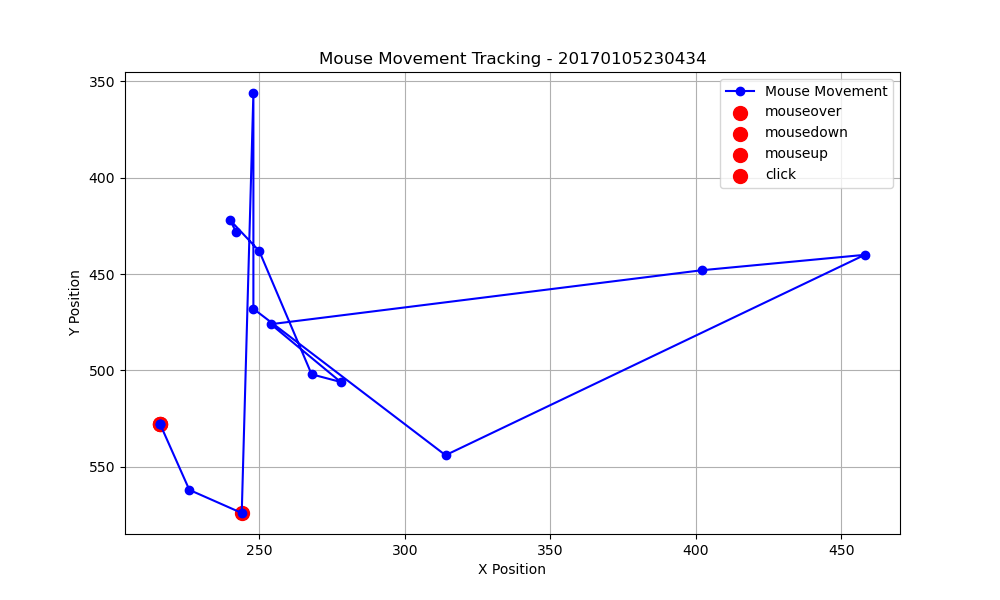 Mouse Movement Tracking - 20170105230434
Mouse Movement
mouseover
mousedown
mouseup
click
350
400
450
500
550
Y Position
250
300
350
400
450
X Position